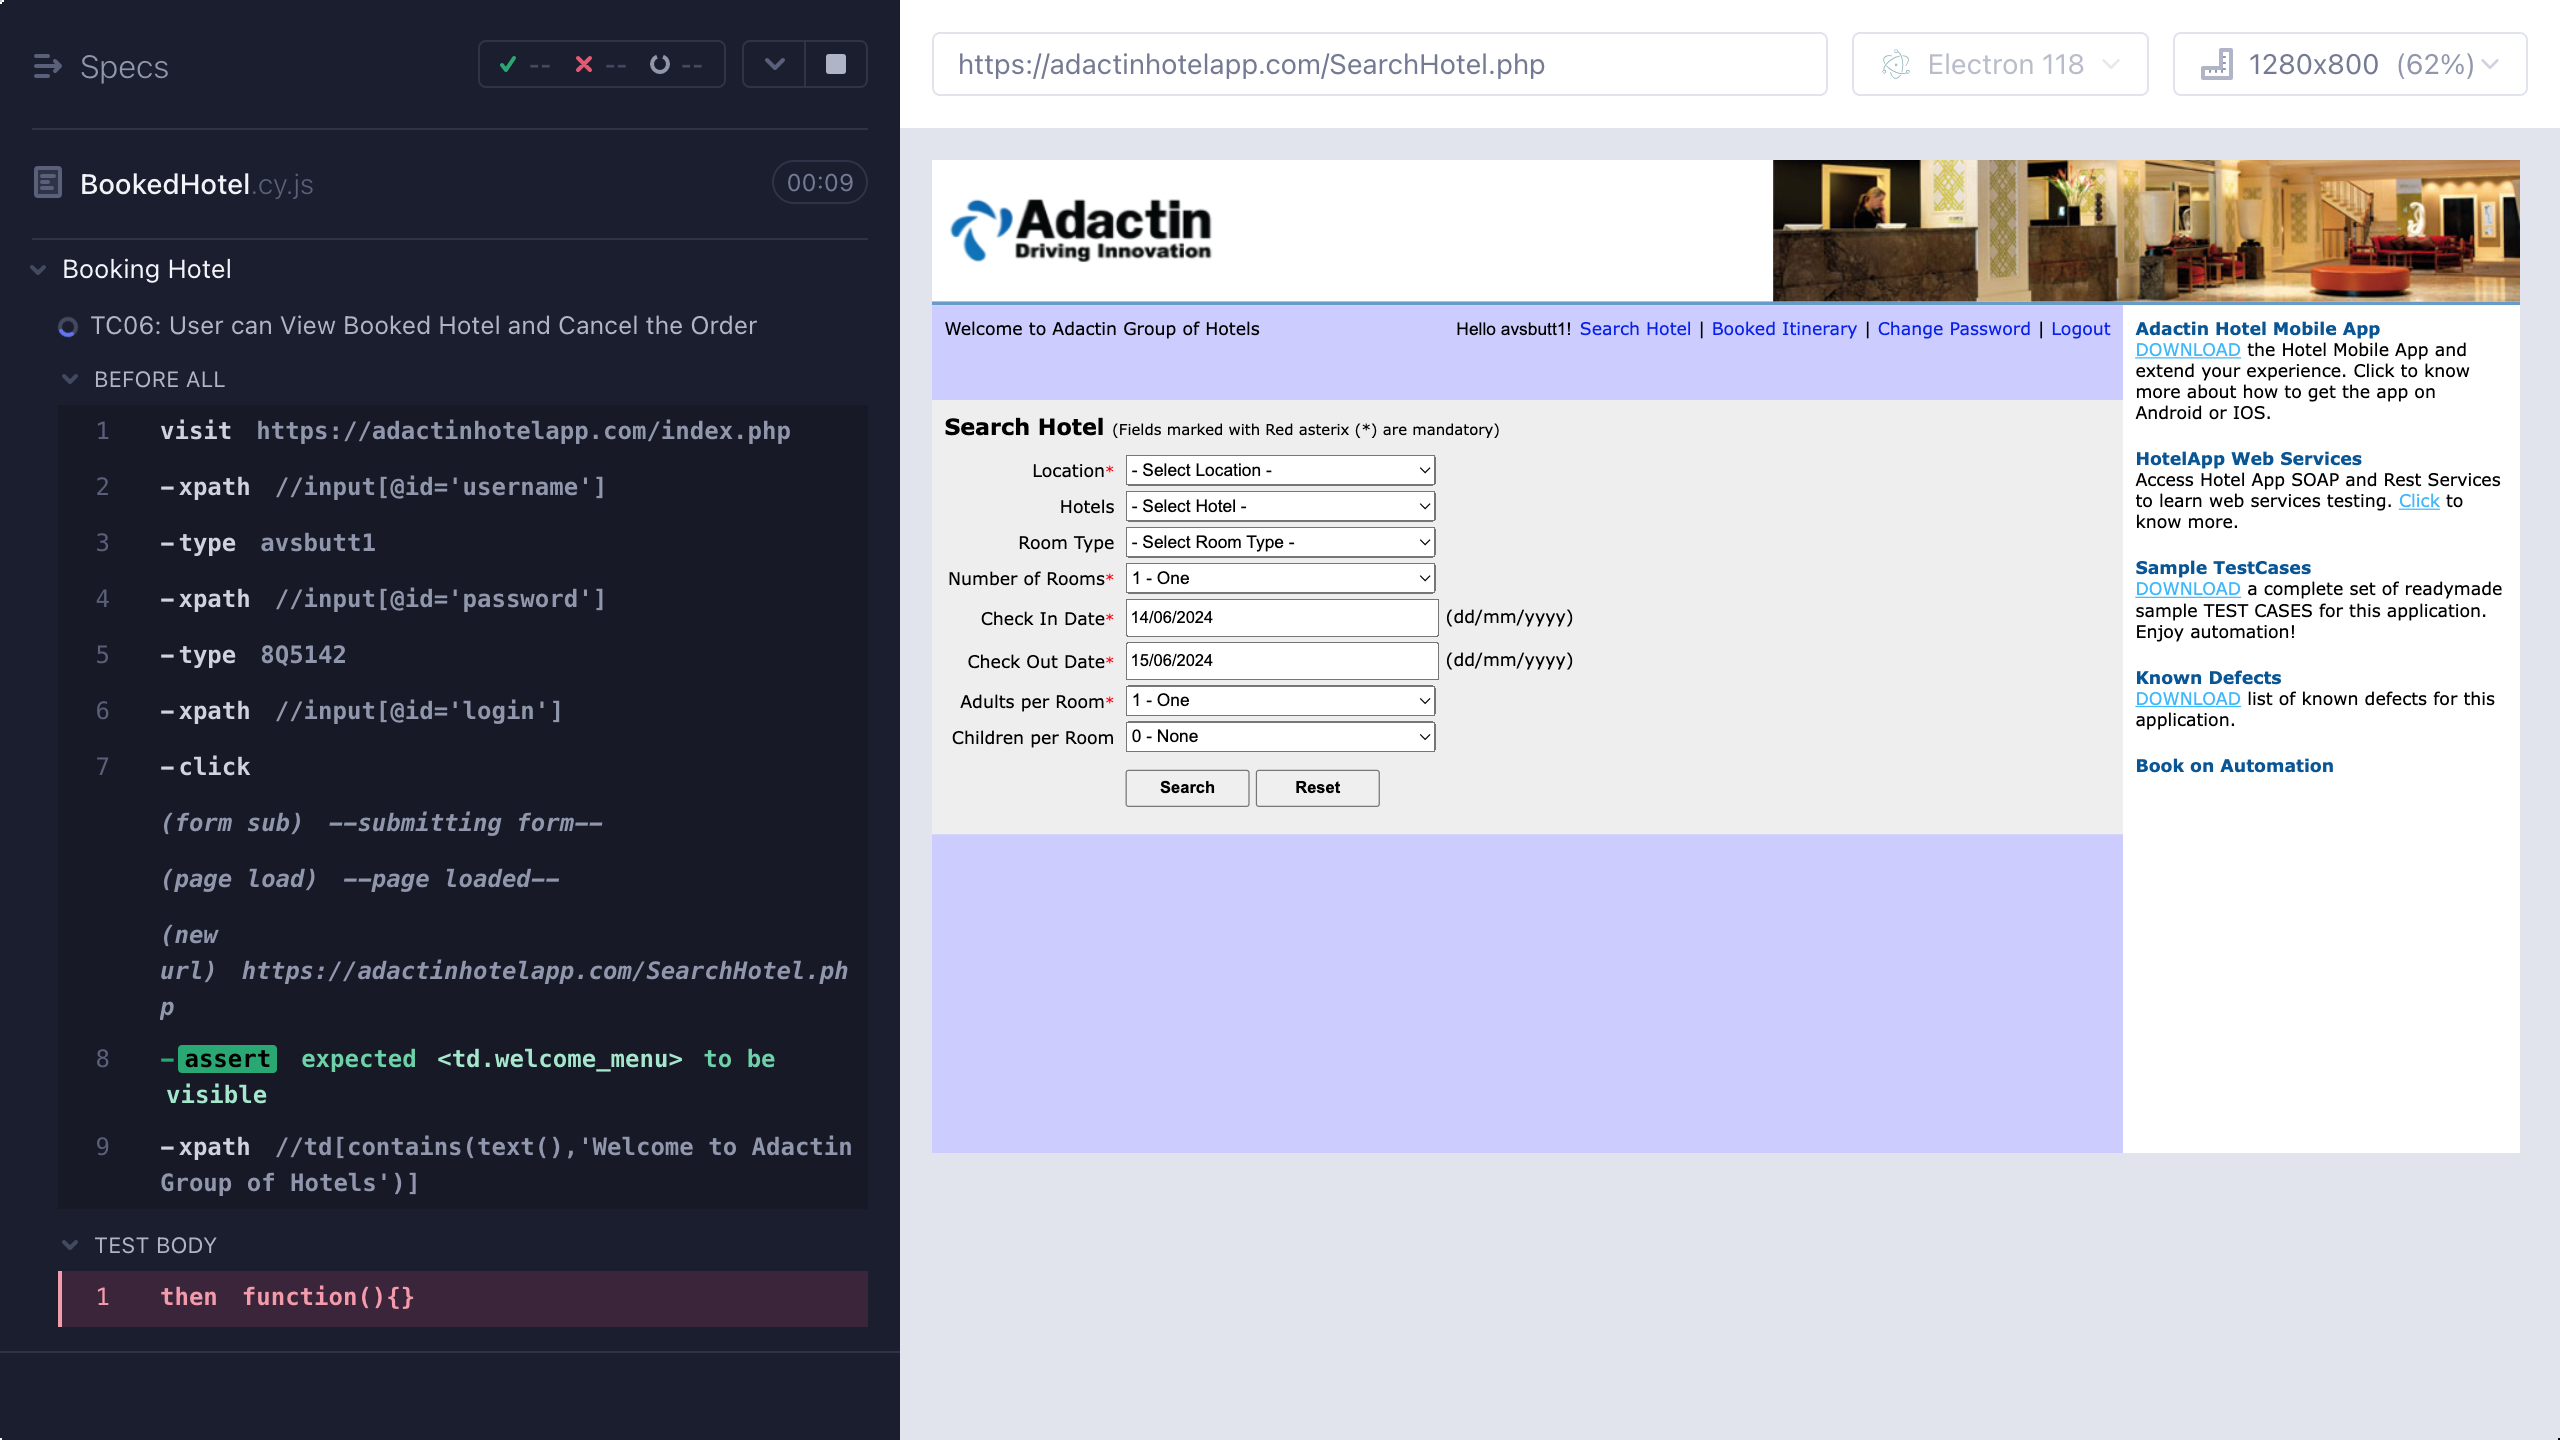 Specs
-- -- --
BookedHotel.cy.js
00:09
Booking Hotel
TC06: User can View Booked Hotel and Cancel the Order
BEFORE ALL
1 visit https://adactinhotelapp.com/index.php
2 -xpath //input[@id='username']
3 -type avsbutt1
4 -xpath //input[@id='password']
5 -type 8Q5142
6 -xpath //input[@id='login']
7 -click
(form sub) --submitting form--
(page load) --page loaded--
(new
url) https://adactinhotelapp.com/SearchHotel.ph
p
8 -assert expected <td.welcome_menu> to be
visible
9 -xpath //td[contains(text(),'Welcome to Adactin
Group of Hotels')]
TEST BODY
1 then function(){}
https://adactinhotelapp.com/SearchHotel.php
Electron 118
1280x800 (62%)
Adactin
Driving Innovation
Welcome to Adactin Group of Hotels
Hello avsbutt1! Search Hotel | Booked Itinerary | Change Password | Logout
Search Hotel (Fields marked with Red asterix (*) are mandatory)
Location* - Select Location -
Hotels - Select Hotel -
Room Type - Select Room Type -
Number of Rooms* 1 - One
Check In Date* 14/06/2024 (dd/mm/yyyy)
Check Out Date* 15/06/2024 (dd/mm/yyyy)
Adults per Room* 1 - One
Children per Room 0 - None
Search Reset
Adactin Hotel Mobile App
DOWNLOAD the Hotel Mobile App and
extend your experience. Click to know
more about how to get the app on
Android or IOS.
HotelApp Web Services
Access Hotel App SOAP and Rest Services
to learn web services testing. Click to
know more.
Sample TestCases
DOWNLOAD a complete set of readymade
sample TEST CASES for this application.
Enjoy automation!
Known Defects
DOWNLOAD list of known defects for this
application.
Book on Automation